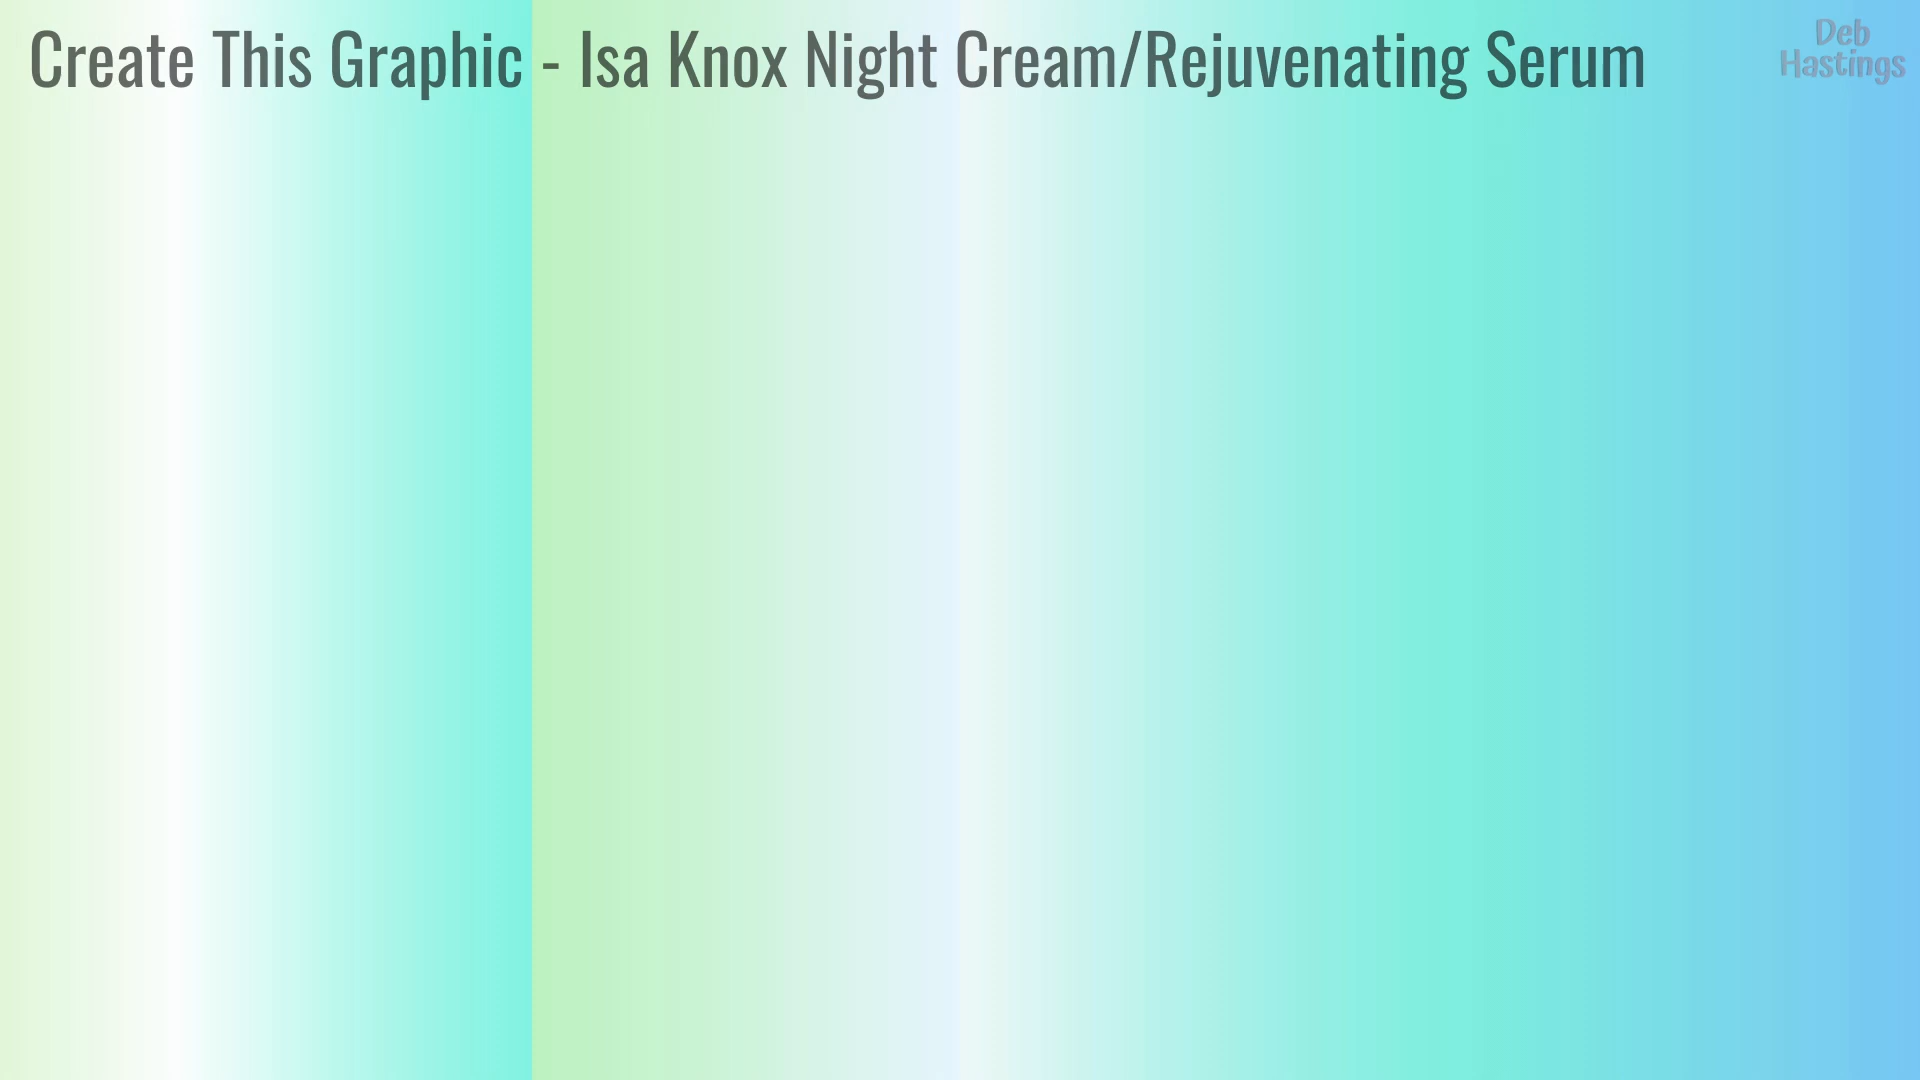 Create This Graphic - Isa Knox Night Cream/Rejuvenating Serum
Deb
Hastings